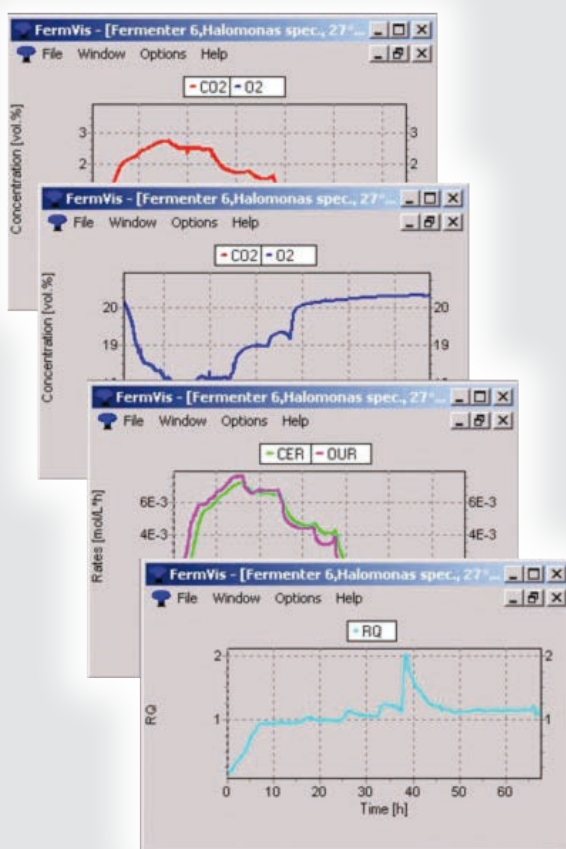 FermVis - [Fermenter 6,Halomonas spec., 27°...
File Window Options Help
CO2 O2
Concentration [vol.%]
3 3
2 2
FermVis - [Fermenter 6,Halomonas spec., 27°...
File Window Options Help
CO2 O2
Concentration [vol.%]
20 20
19 19
FermVis - [Fermenter 6,Halomonas spec., 27°...
File Window Options Help
CER OUR
Rates [mol/L*h]
6E-3 6E-3
4E-3 4E-3
FermVis - [Fermenter 6,Halomonas spec., 27°...
File Window Options Help
RQ
RQ
2 2
1 1
0 10 20 30 40 50 60
Time [h]